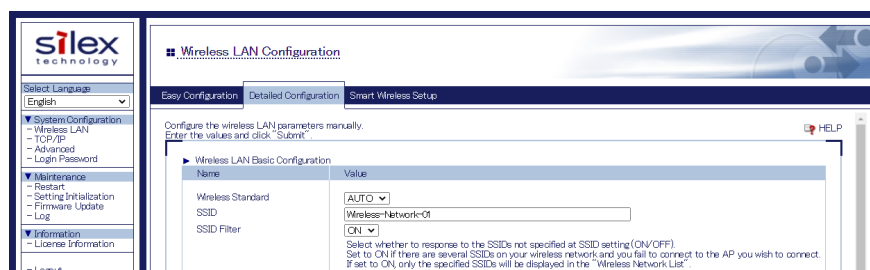 silex
technology
Select Language
English
▼ System Configuration
- Wireless LAN
- TCP/IP
- Advanced
- Login Password
▼ Maintenance
- Restart
- Setting Initialization
- Firmware Update
- Log
▼ Information
- License Information
- Logout
Wireless LAN Configuration
Easy Configuration Detailed Configuration Smart Wireless Setup
Configure the wireless LAN parameters manually.
Enter the values and click "Submit".
HELP
▶ Wireless LAN Basic Configuration
Name Value
Wireless Standard AUTO
SSID Wireless-Network-01
SSID Filter ON
Select whether to response to the SSIDs not specified at SSID setting(ON/OFF).
Set to ON if there are several SSIDs on your wireless network and you fail to connect to the AP you wish to connect.
If set to ON, only the specified SSIDs will be displayed in the "Wireless Network List".